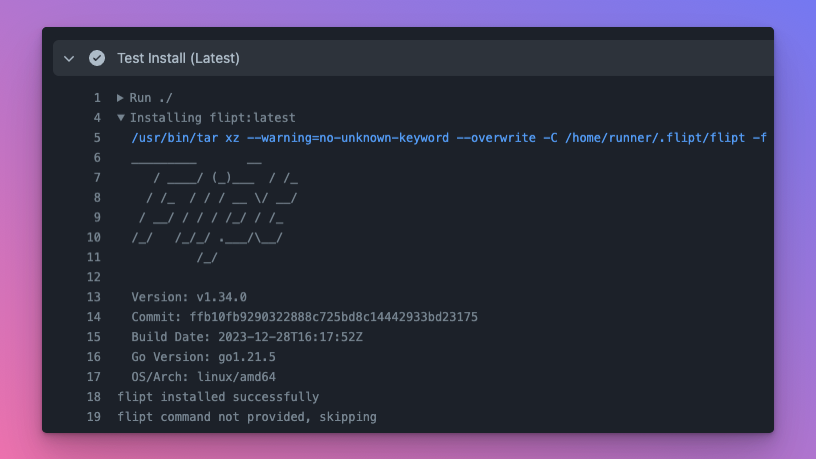 Test Install (Latest)
1 Run ./
4 Installing flipt:latest
5 /usr/bin/tar xz --warning=no-unknown-keyword --overwrite -C /home/runner/.flipt/flipt -f
6 _________       __
7    / ____/ (_)___  / /_
8   / /_  / / / __ \/ __/
9  / __/ / / / /_/ / /_
10 /_/   /_/_/ .___/\__/
11          /_/
12
13 Version: v1.34.0
14 Commit: ffb10fb9290322888c725bd8c14442933bd23175
15 Build Date: 2023-12-28T16:17:52Z
16 Go Version: go1.21.5
17 OS/Arch: linux/amd64
18 flipt installed successfully
19 flipt command not provided, skipping